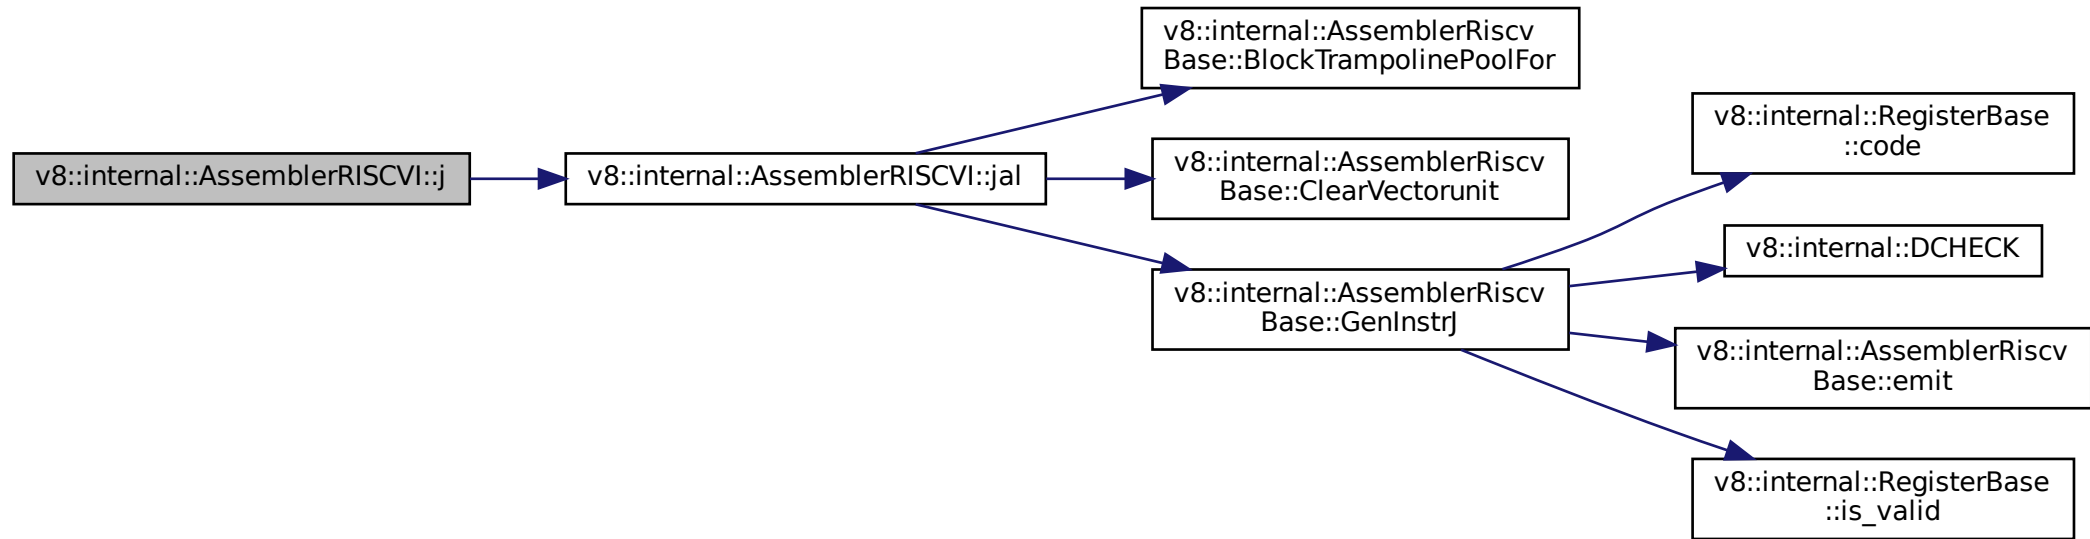 v8::internal::AssemblerRISCVI::j
v8::internal::AssemblerRISCVI::jal
v8::internal::AssemblerRiscv
Base::BlockTrampolinePoolFor
v8::internal::AssemblerRiscv
Base::ClearVectorunit
v8::internal::AssemblerRiscv
Base::GenInstrJ
v8::internal::RegisterBase
::code
v8::internal::DCHECK
v8::internal::AssemblerRiscv
Base::emit
v8::internal::RegisterBase
::is_valid